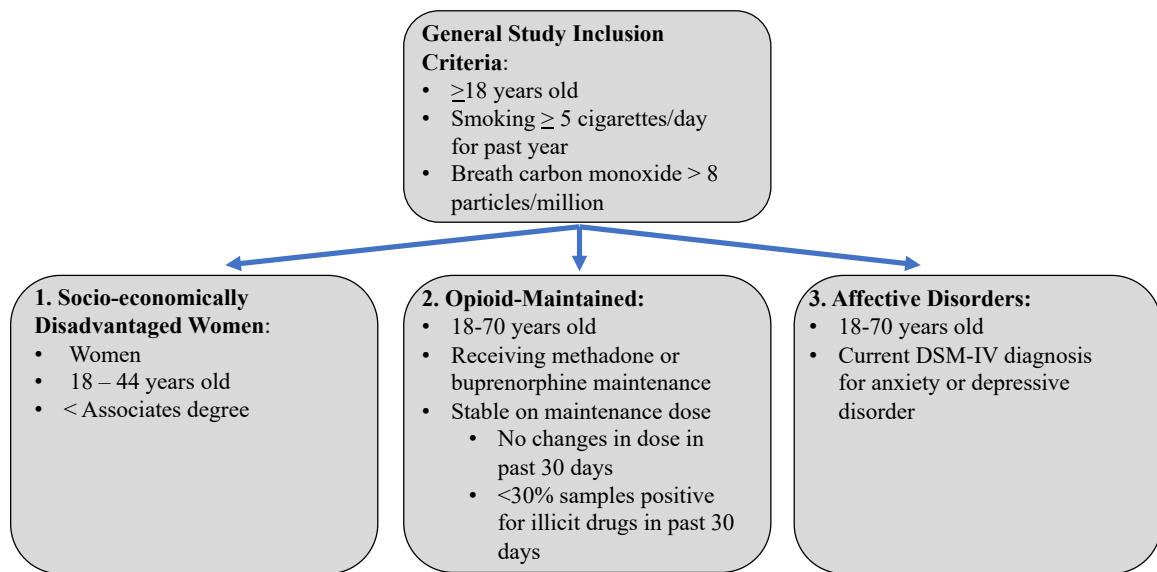 General Study Inclusion
Criteria:
• ≥18 years old
• Smoking ≥ 5 cigarettes/day
for past year
• Breath carbon monoxide > 8
particles/million
1. Socio-economically
Disadvantaged Women:
• Women
• 18 – 44 years old
• < Associates degree
2. Opioid-Maintained:
• 18-70 years old
• Receiving methadone or
buprenorphine maintenance
• Stable on maintenance dose
• No changes in dose in
past 30 days
• <30% samples positive
for illicit drugs in past 30
days
3. Affective Disorders:
• 18-70 years old
• Current DSM-IV diagnosis
for anxiety or depressive
disorder